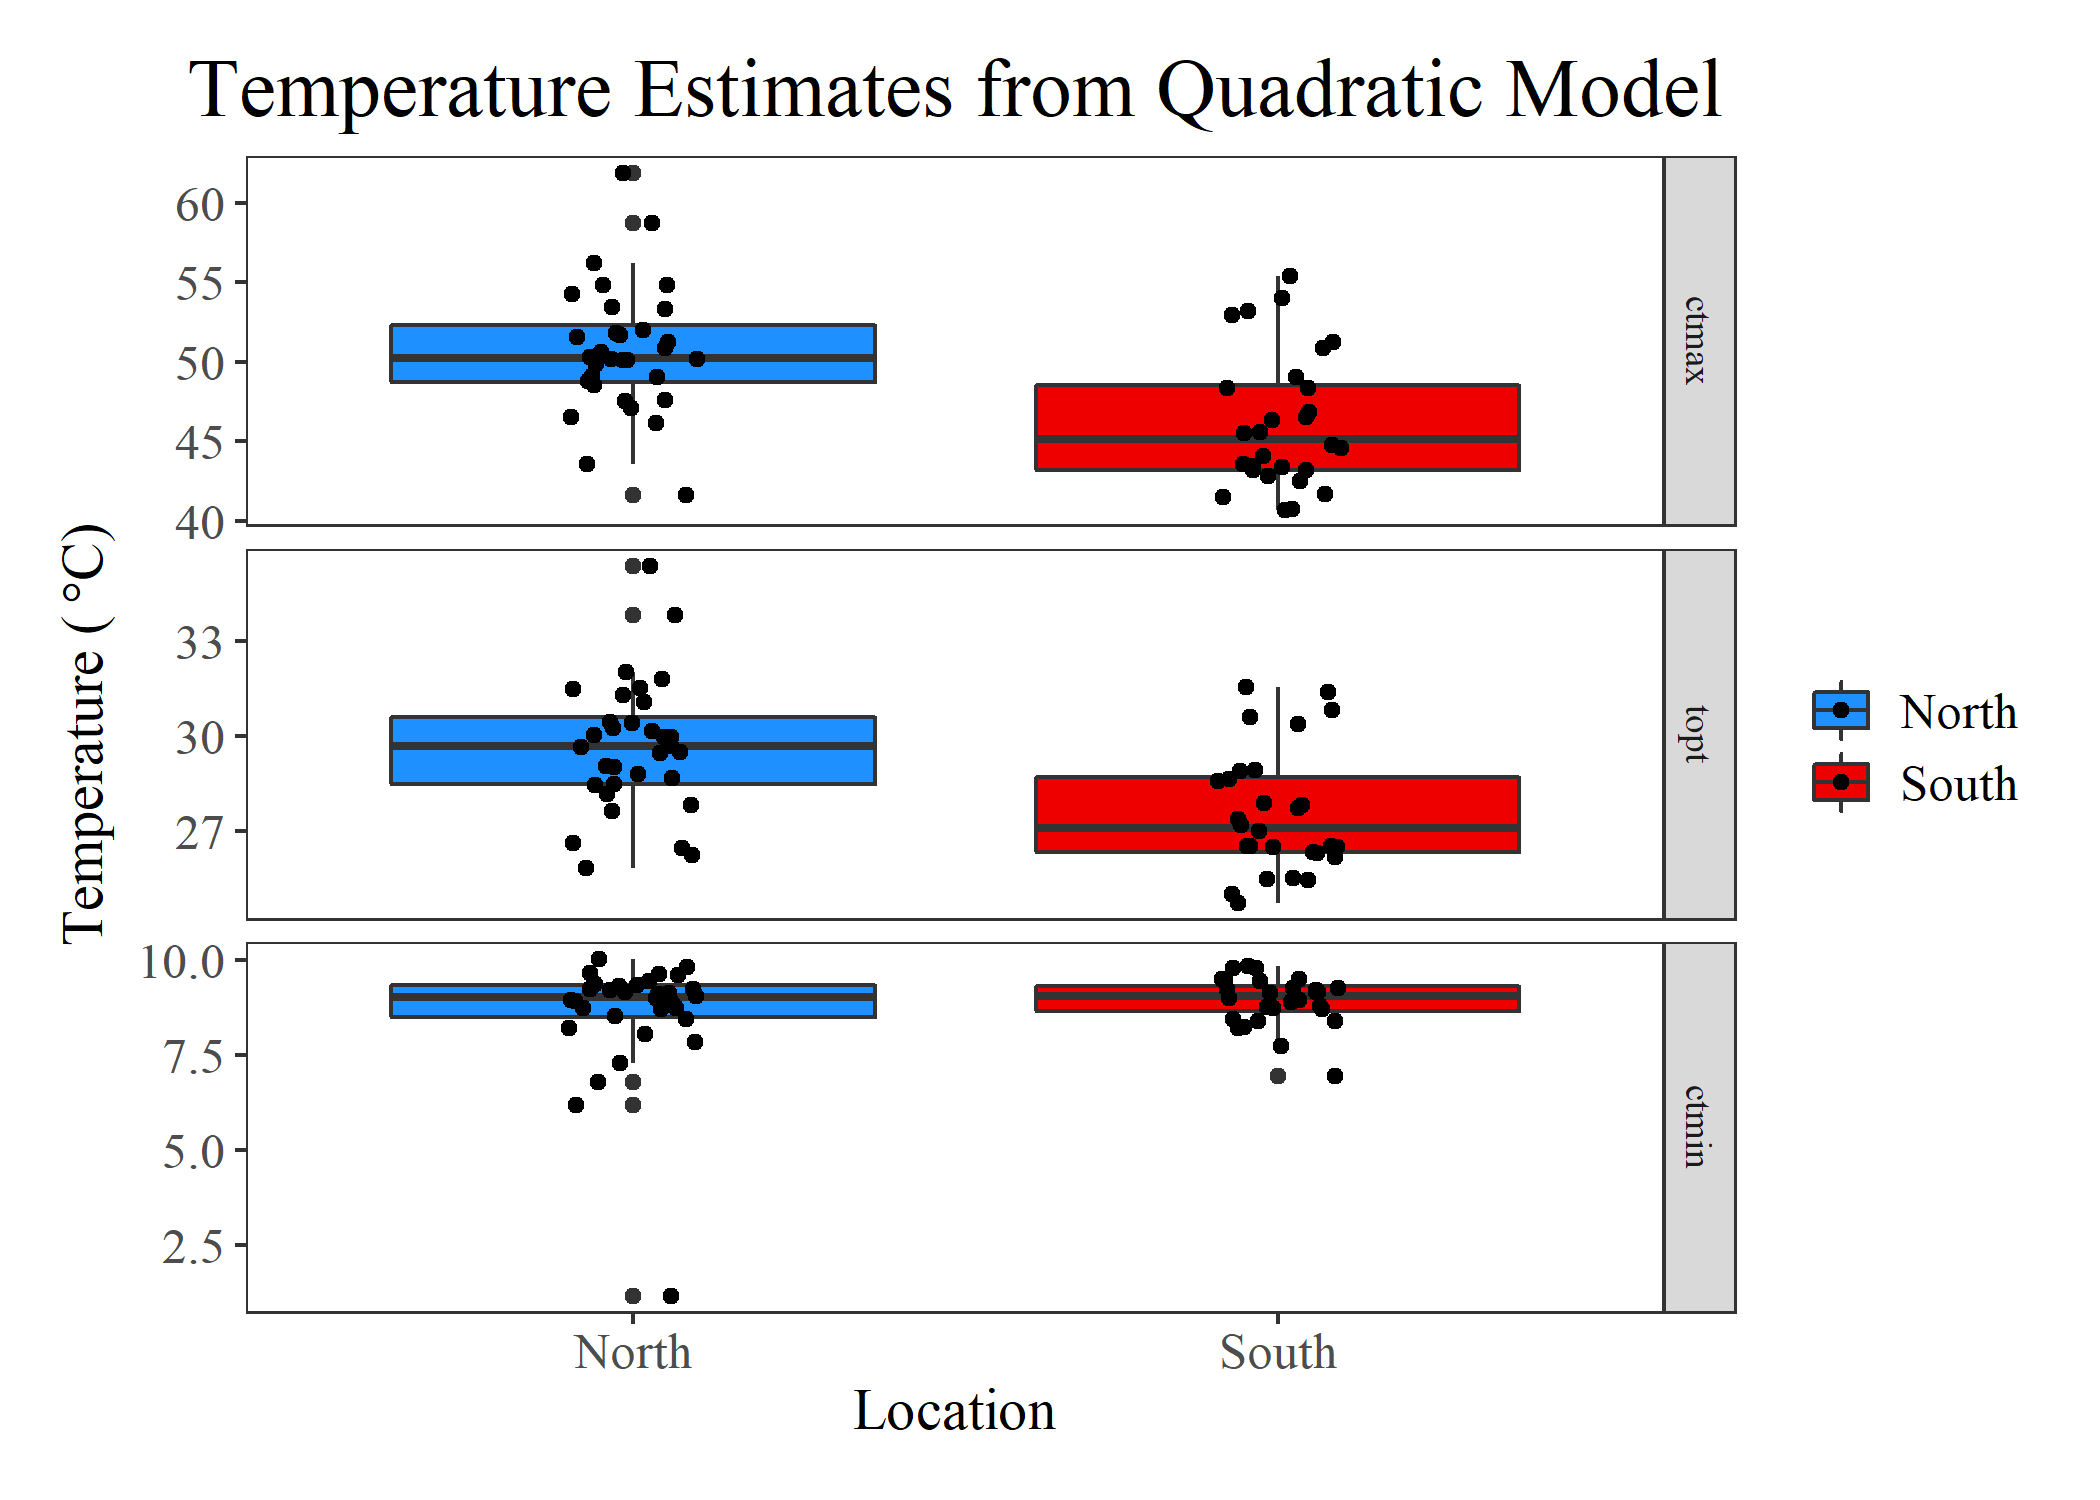 Temperature Estimates from Quadratic Model
60
55
50
45
40
ctmax
Temperature ( °C)
33
30
27
topt
North
South
10.0
7.5
5.0
2.5
ctmin
North South
Location